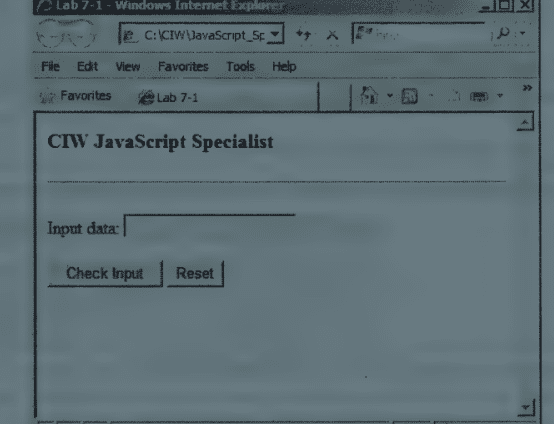 Lab 7-1 - Windows Internet Explorer
C:\CIW\JavaScript_Sp
File Edit View Favorites Tools Help
Favorites Lab 7-1
CIW JavaScript Specialist
Input data:
Check Input Reset